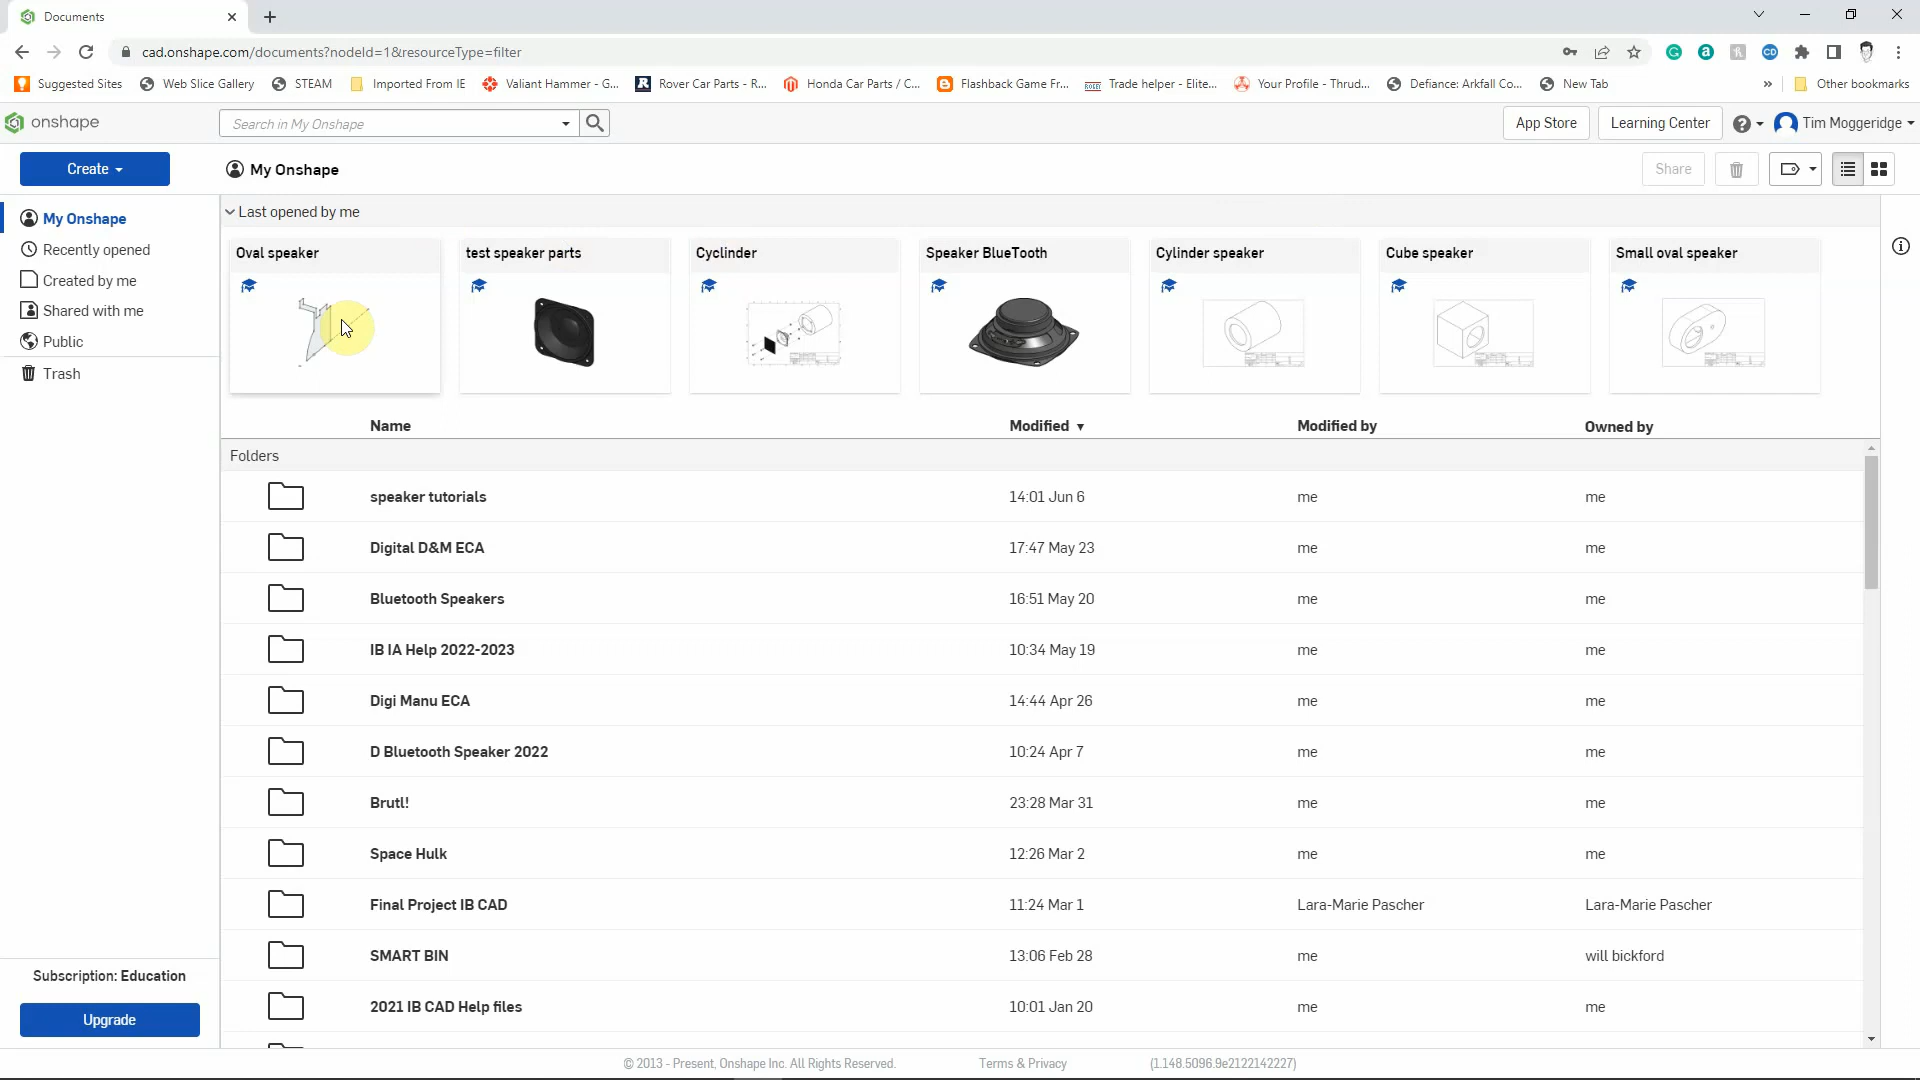 Documents
cad.onshape.com/documents?nodeId=1&resourceType=filter
Suggested Sites
Web Slice Gallery
STEAM
Imported From IE
Valiant Hammer - G...
Rover Car Parts - R...
Honda Car Parts / C...
Flashback Game Fr...
Trade helper - Elite...
Your Profile - Thrud...
Defiance: Arkfall Co...
New Tab
»
Other bookmarks
onshape
Search in My Onshape
App Store
Learning Center
Tim Moggeridge
Create
My Onshape
Share
My Onshape
Recently opened
Created by me
Shared with me
Public
Trash
Last opened by me
Oval speaker
test speaker parts
Cyclinder
Speaker BlueTooth
Cylinder speaker
Cube speaker
Small oval speaker
Name Modified Modified by Owned by
Folders
speaker tutorials 14:01 Jun 6 me me
Digital D&M ECA 17:47 May 23 me me
Bluetooth Speakers 16:51 May 20 me me
IB IA Help 2022-2023 10:34 May 19 me me
Digi Manu ECA 14:44 Apr 26 me me
D Bluetooth Speaker 2022 10:24 Apr 7 me me
Brutl! 23:28 Mar 31 me me
Space Hulk 12:26 Mar 2 me me
Final Project IB CAD 11:24 Mar 1 Lara-Marie Pascher Lara-Marie Pascher
SMART BIN 13:06 Feb 28 me will bickford
2021 IB CAD Help files 10:01 Jan 20 me me
Subscription: Education
Upgrade
© 2013 - Present, Onshape Inc. All Rights Reserved. Terms & Privacy (1.148.5096.9e2122142227)